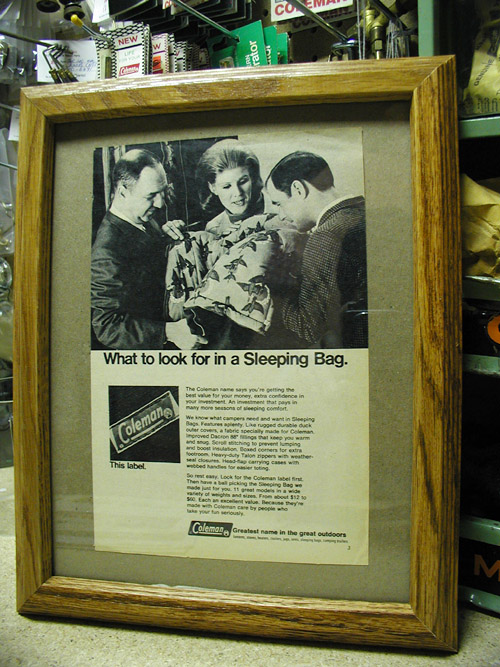 COLEMAN
NEW
Coleman
What to look for in a Sleeping Bag.
Coleman
This label.
The Coleman name says you're getting the
best value for your money, extra confidence in
your investment. An investment that pays in
many more seasons of sleeping comfort.
We know what campers need and want in Sleeping
Bags. Features aplenty. Like rugged durable duck
outer covers, a fabric specially made for Coleman.
Improved Dacron 88* fillings that keep you warm
and snug. Scroll stitching to prevent lumping
and boost insulation. Boxed corners for extra
footroom. Heavy-duty Talon zippers with weather-
seal closures. Head-flap carrying cases with
webbed handles for easier toting.
So rest easy. Look for the Coleman label first.
Then have a ball picking the Sleeping Bag we
made just for you. 11 great models in a wide
variety of weights and sizes. From about $12 to
$60. Each an excellent value. Because they're
made with Coleman care by people who
take your fun seriously.
Coleman Greatest name in the great outdoors
2